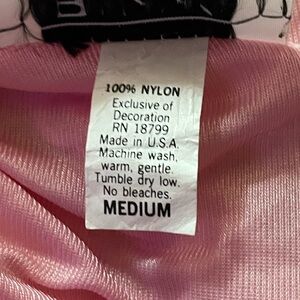 100% NYLON
Exclusive of
Decoration
RN 18799
Made in U.S.A.
Machine wash,
warm, gentle.
Tumble dry low.
No bleaches.
MEDIUM